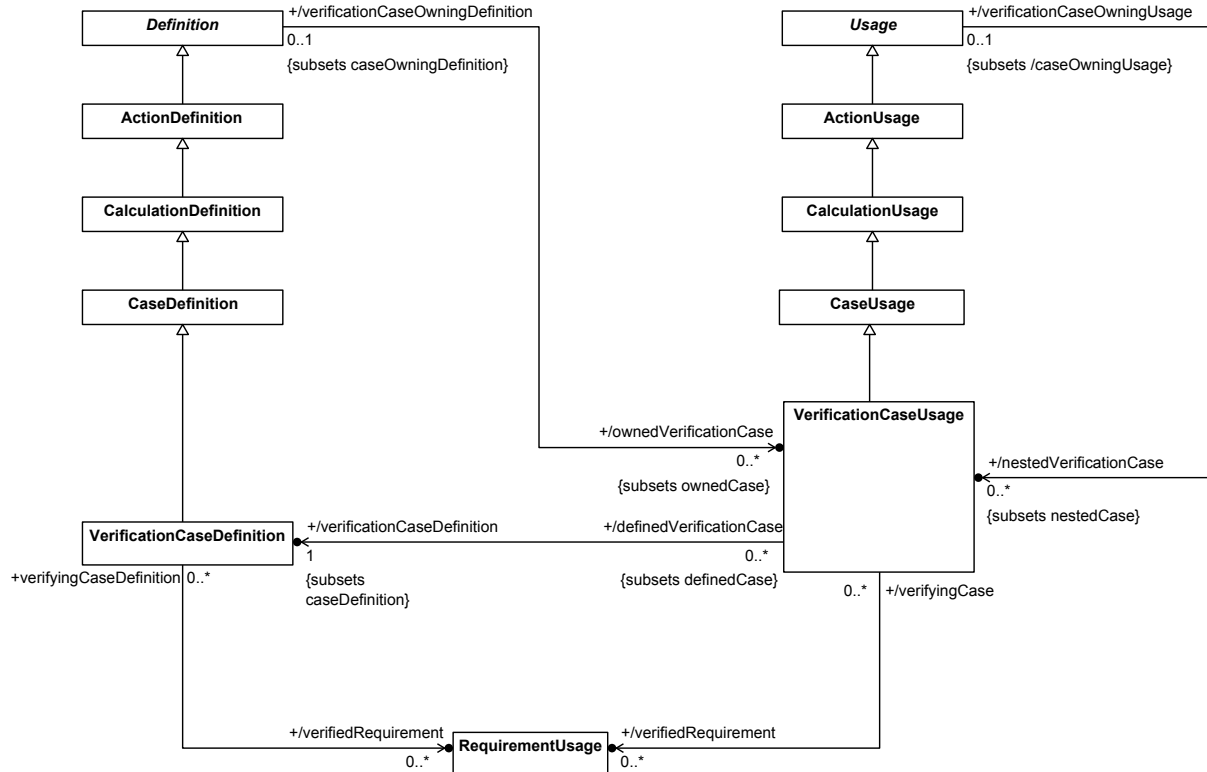 +/verificationCaseOwningDefinition
+/verificationCaseOwningUsage
Definition
Usage
0..1
0..1
{subsets caseOwningDefinition}
{subsets /caseOwningUsage}
ActionDefinition
ActionUsage
CalculationDefinition
CalculationUsage
CaseDefinition
CaseUsage
VerificationCaseUsage
+/ownedVerificationCase
0..*
{subsets ownedCase}
+/nestedVerificationCase
0..*
{subsets nestedCase}
VerificationCaseDefinition
+/verificationCaseDefinition
1
{subsets
caseDefinition}
+/definedVerificationCase
0..*
{subsets definedCase}
+verifyingCaseDefinition
0..*
0..*
+/verifyingCase
+/verifiedRequirement
0..*
RequirementUsage
+/verifiedRequirement
0..*